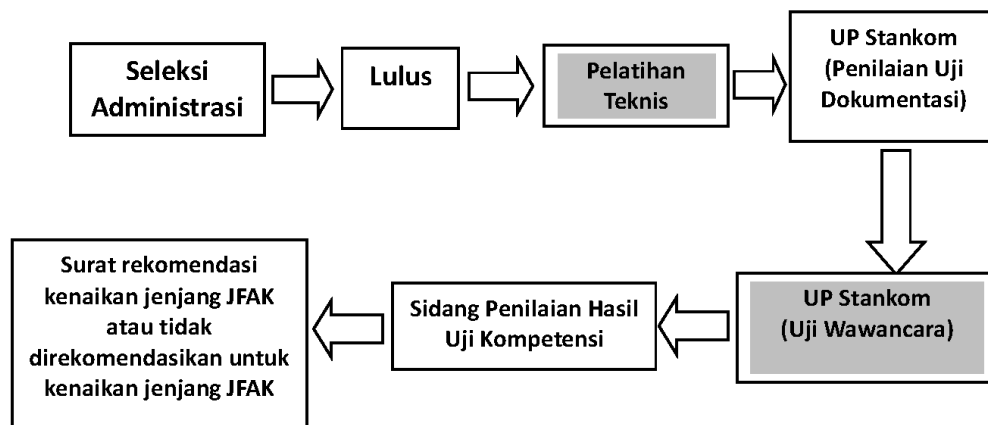 Seleksi
Administrasi
Lulus
Pelatihan
Teknis
UP Stankom
(Penilaian Uji
Dokumentasi)
UP Stankom
(Uji Wawancara)
Sidang Penilaian Hasil
Uji Kompetensi
Surat rekomendasi
kenaikan jenjang JFAK
atau tidak
direkomendasikan untuk
kenaikan jenjang JFAK